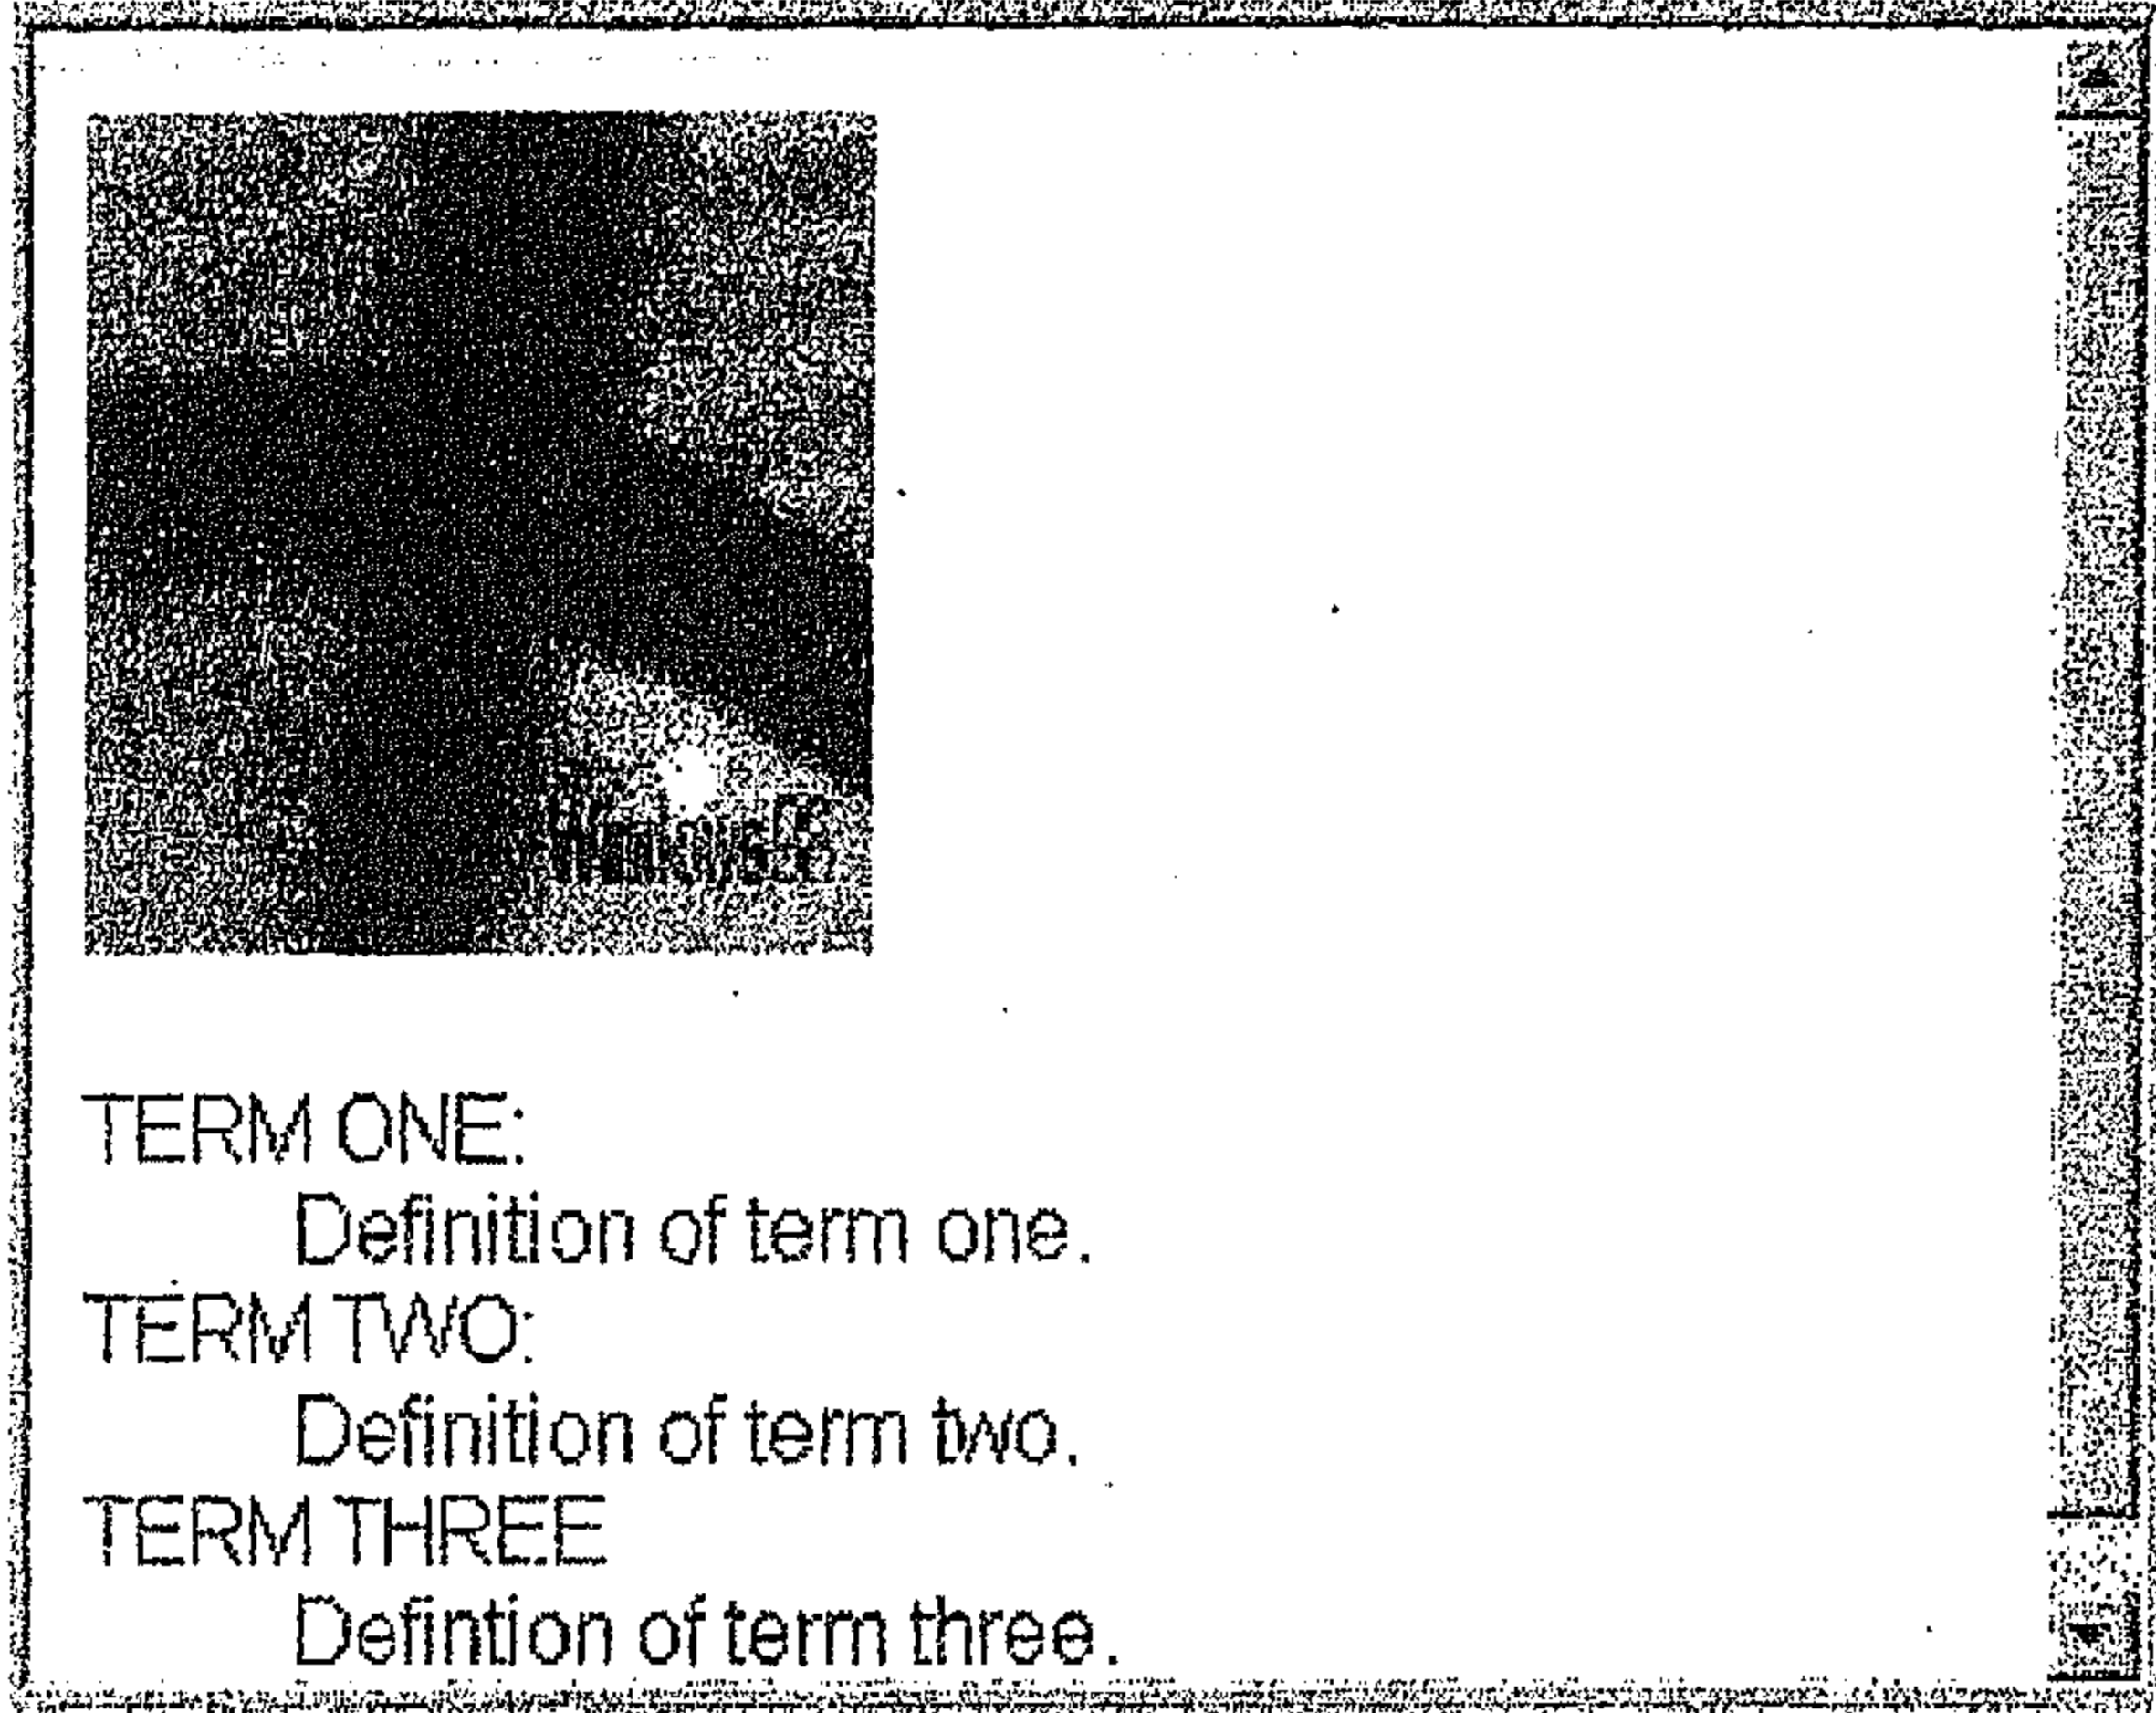 TERM ONE:
Definition of term one.
TERM TWO:
Definition of term two.
TERM THREE
Defintion of term three.